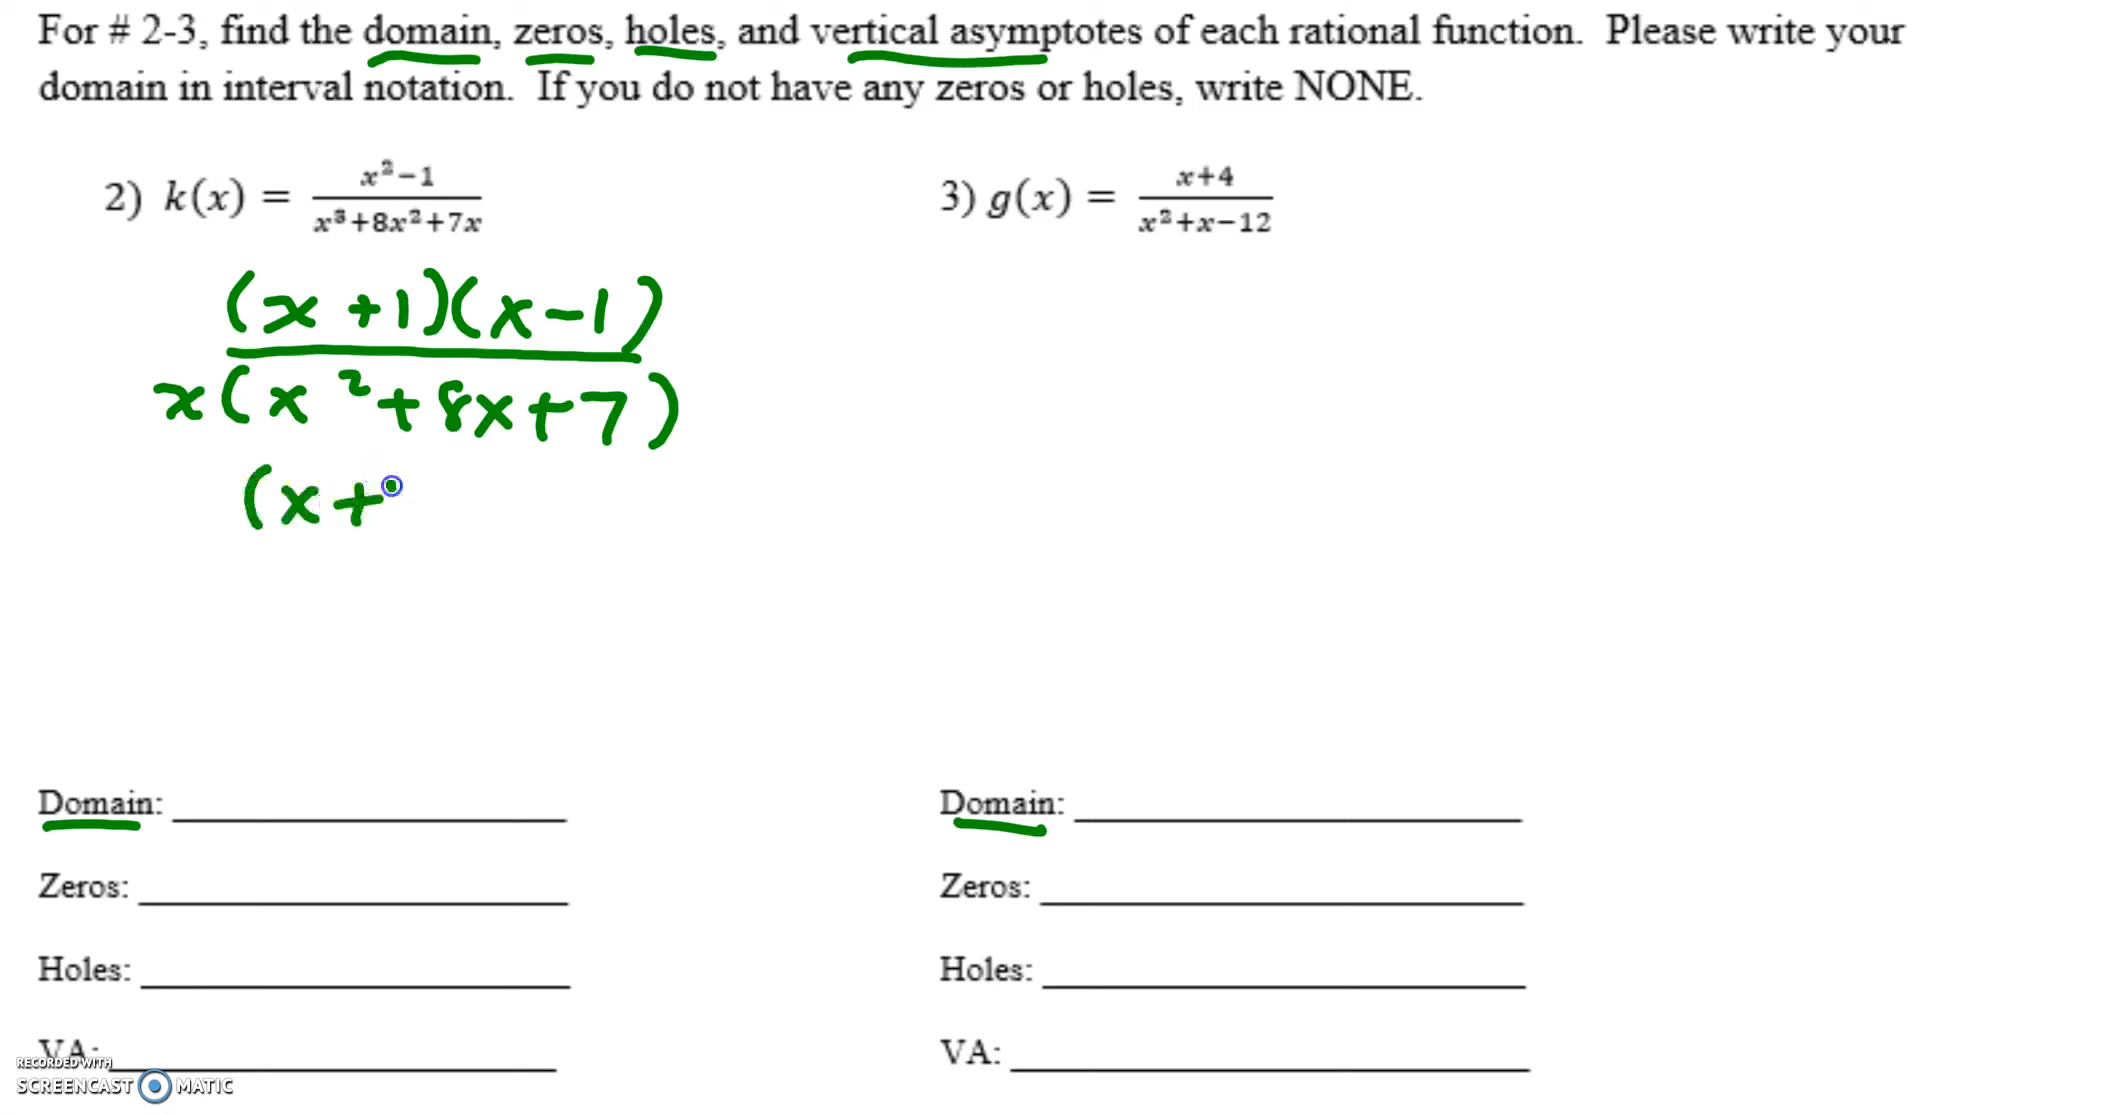 For # 2-3, find the domain, zeros, holes, and vertical asymptotes of each rational function. Please write your
domain in interval notation. If you do not have any zeros or holes, write NONE.
2) k(x) = x²−1 / x³+8x²+7x
3) g(x) = x+4 / x²+x−12
(x +1)(x −1)
x(x² + 8x + 7)
(x+
Domain:
Domain:
Zeros:
Zeros:
Holes:
Holes:
VA:
VA:
RECORDED WITH
SCREENCAST MATIC